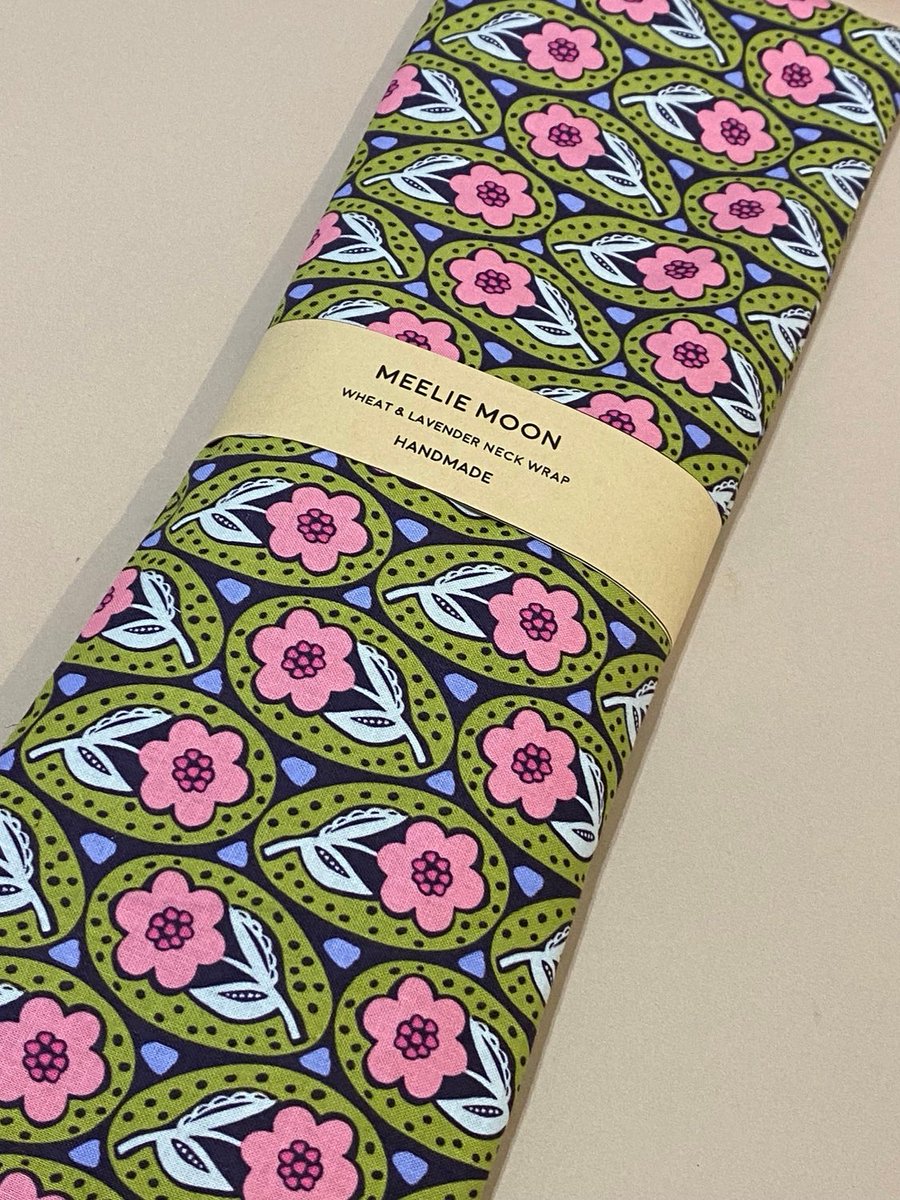 MEELIE MOON
WHEAT & LAVENDER NECK WRAP
HANDMADE